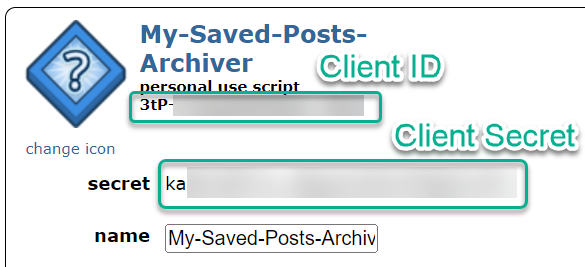 My-Saved-Posts-
Archiver
Client ID
personal use script
3tP-
change icon
Client Secret
secret ka
name My-Saved-Posts-Archiv